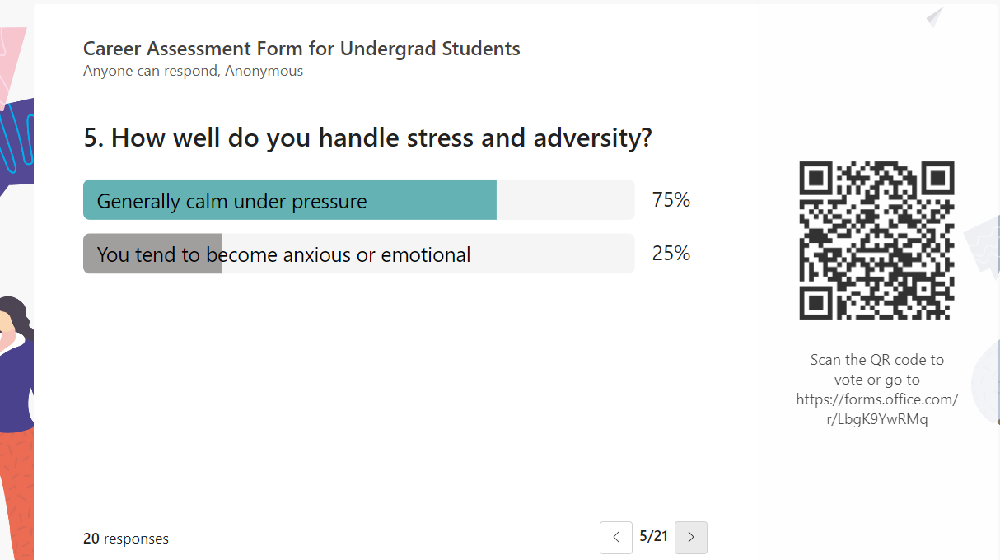 Career Assessment Form for Undergrad Students
Anyone can respond, Anonymous
5. How well do you handle stress and adversity?
Generally calm under pressure
75%
You tend to become anxious or emotional
25%
Scan the QR code to
vote or go to
https://forms.office.com/
r/LbgK9YwRMq
20 responses
5/21